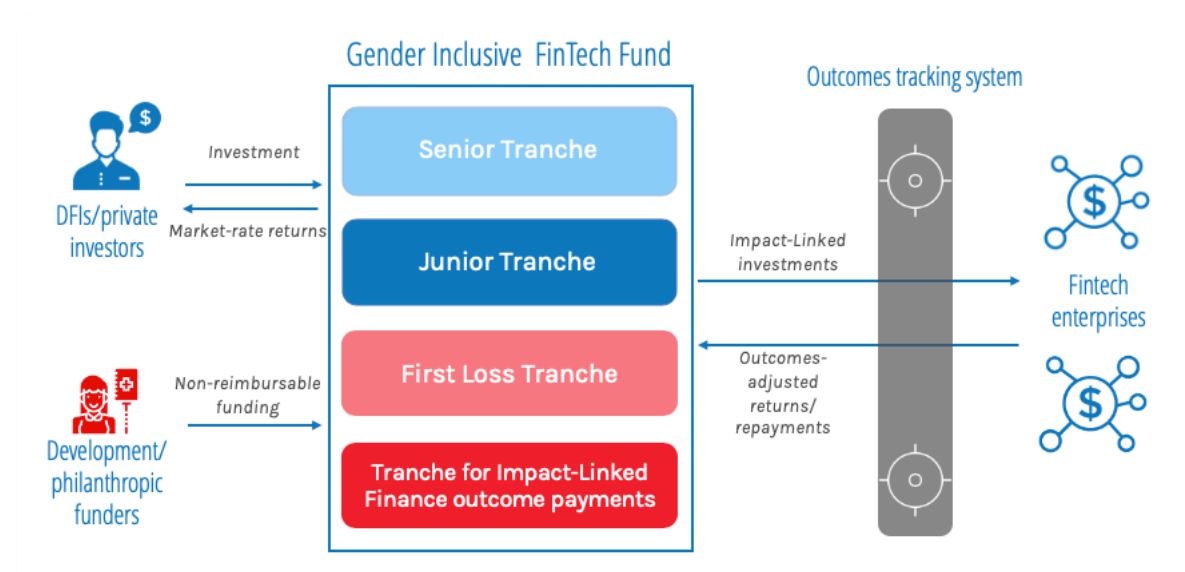 Gender Inclusive FinTech Fund
Outcomes tracking system
$
Senior Tranche
Investment
DFIs/private
investors
Market-rate returns
Junior Tranche
Impact-Linked
investments
$
Fintech
enterprises
First Loss Tranche
Non-reimbursable
funding
Outcomes-
adjusted
returns/
repayments
$
Development/
philanthropic
funders
Tranche for Impact-Linked
Finance outcome payments